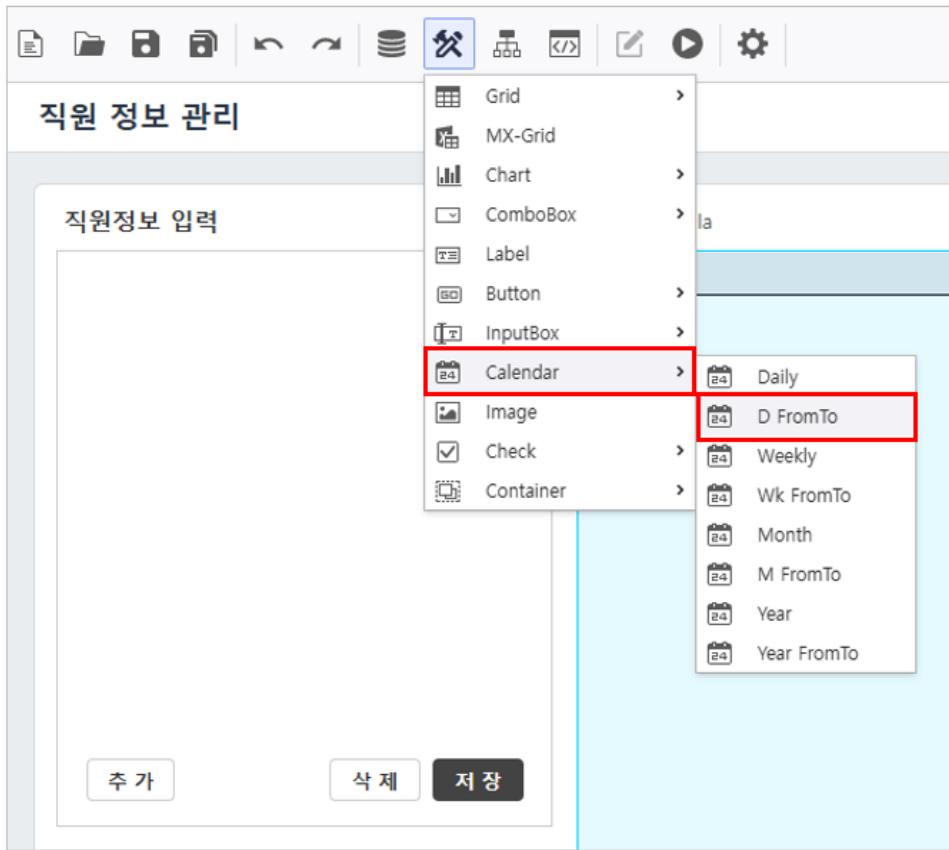 직원 정보 관리
직원정보 입력
Grid
MX-Grid
Chart
ComboBox
Label
Button
InputBox
Calendar
Image
Check
Container
la
Daily
D FromTo
Weekly
Wk FromTo
Month
M FromTo
Year
Year FromTo
추 가
삭 제
저 장